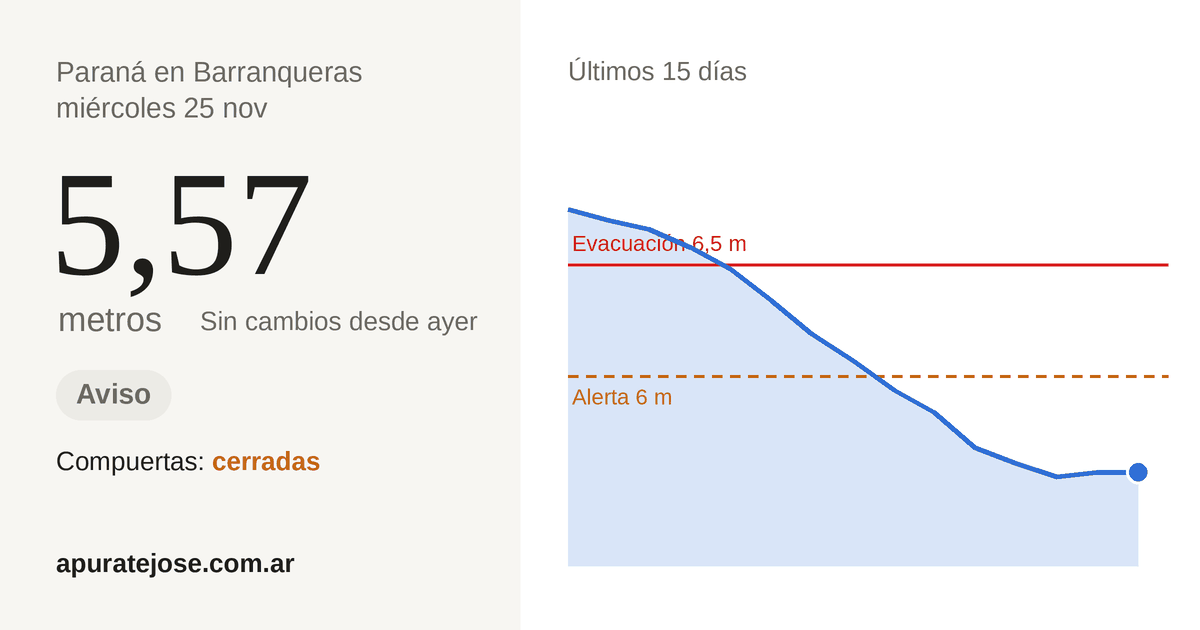 Paraná en Barranqueras
miércoles 25 nov
5,57
metros
Sin cambios desde ayer
Aviso
Compuertas: cerradas
apuratejose.com.ar
Últimos 15 días
Evacuación 6,5 m
Alerta 6 m